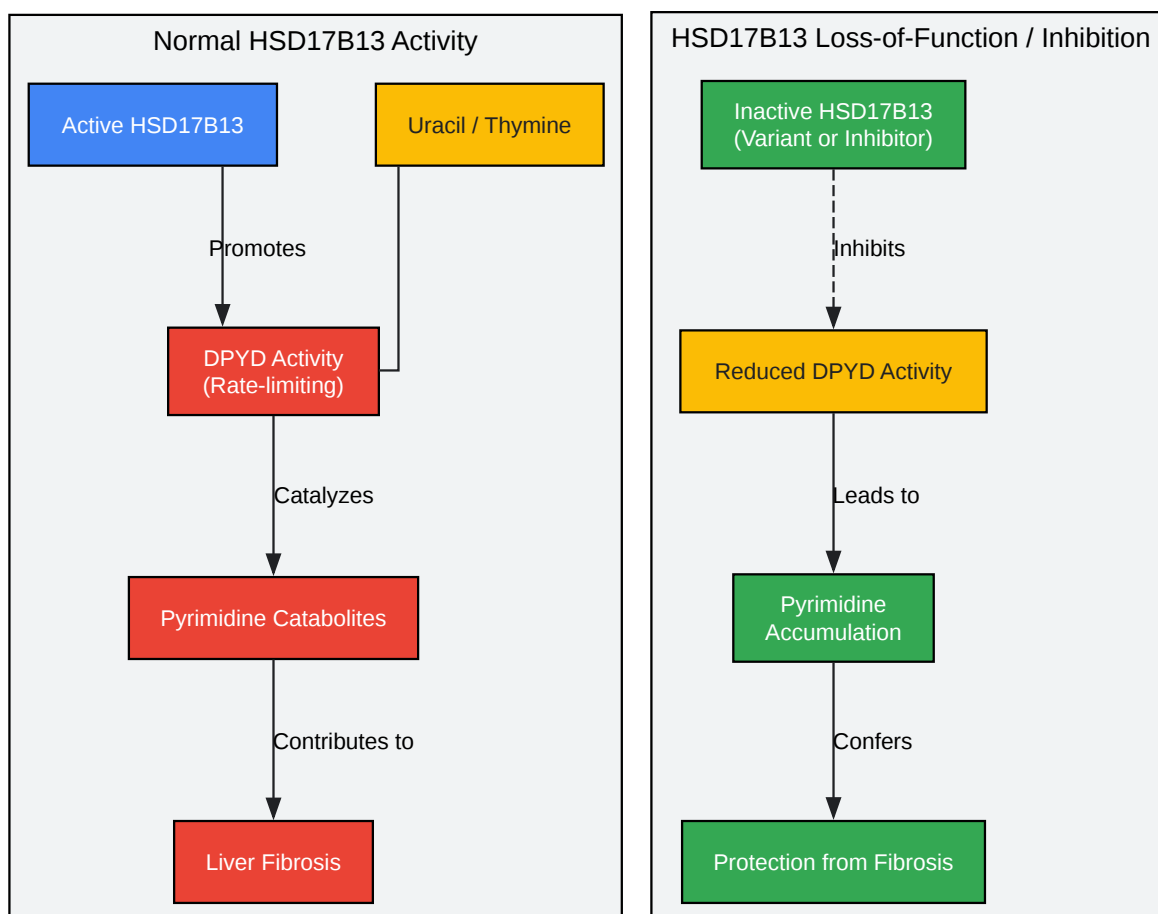 Normal HSD17B13 Activity
Active HSD17B13
Uracil / Thymine
Promotes
DPYD Activity
(Rate-limiting)
Catalyzes
Pyrimidine Catabolites
Contributes to
Liver Fibrosis
HSD17B13 Loss-of-Function / Inhibition
Inactive HSD17B13
(Variant or Inhibitor)
Inhibits
Reduced DPYD Activity
Leads to
Pyrimidine
Accumulation
Confers
Protection from Fibrosis